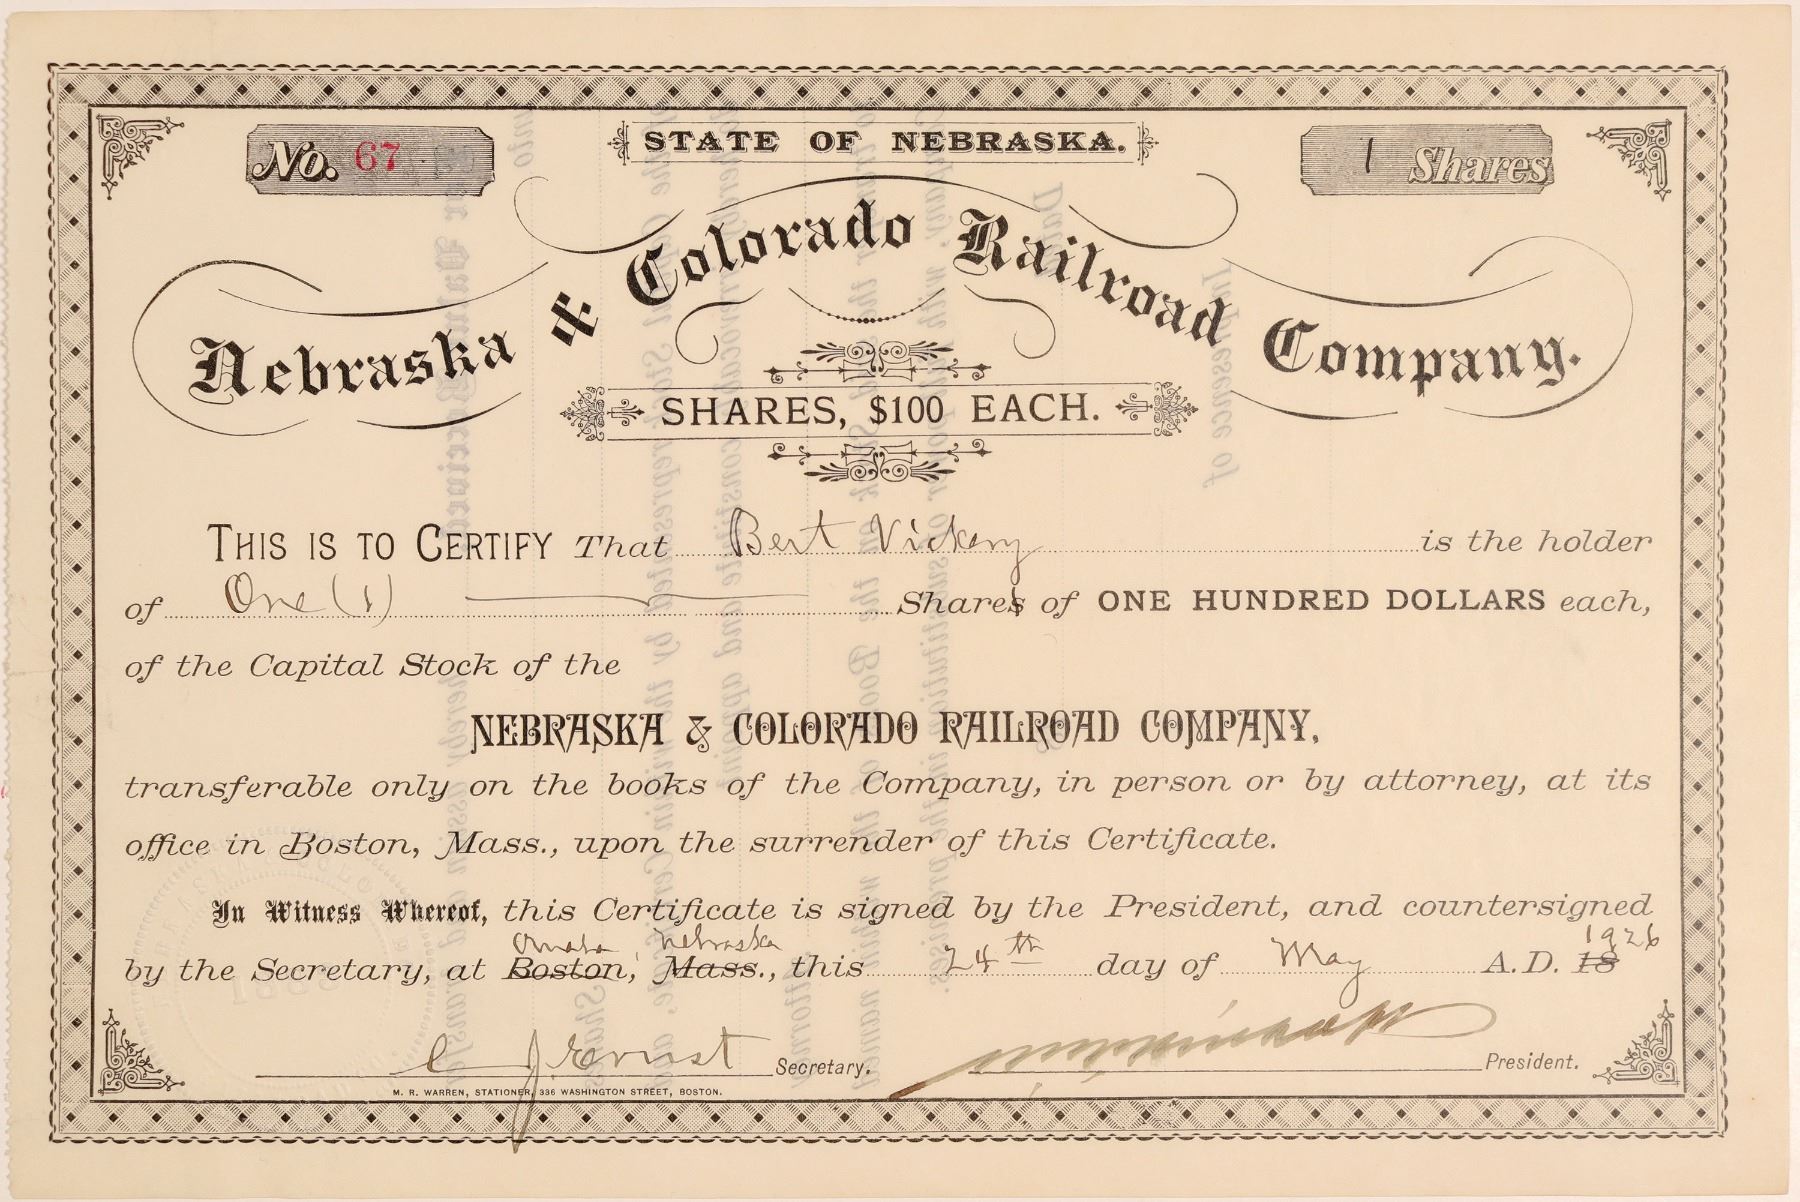 No. 67
STATE OF NEBRASKA.
1 Shares
Nebraska & Colorado Railroad Company.
SHARES, $100 EACH.
THIS IS TO CERTIFY That Bert Vickery is the holder
of One (1) Shares of ONE HUNDRED DOLLARS each,
of the Capital Stock of the
NEBRASKA & COLORADO RAILROAD COMPANY,
transferable only on the books of the Company, in person or by attorney, at its
office in Boston, Mass., upon the surrender of this Certificate.
In Witness Whereof, this Certificate is signed by the President, and countersigned
Omaha Nebraska 1926
by the Secretary, at Boston, Mass., this 24th day of May A.D. 18
C J Ernst Secretary. President.
M. R. WARREN, STATIONER, 336 WASHINGTON STREET, BOSTON.